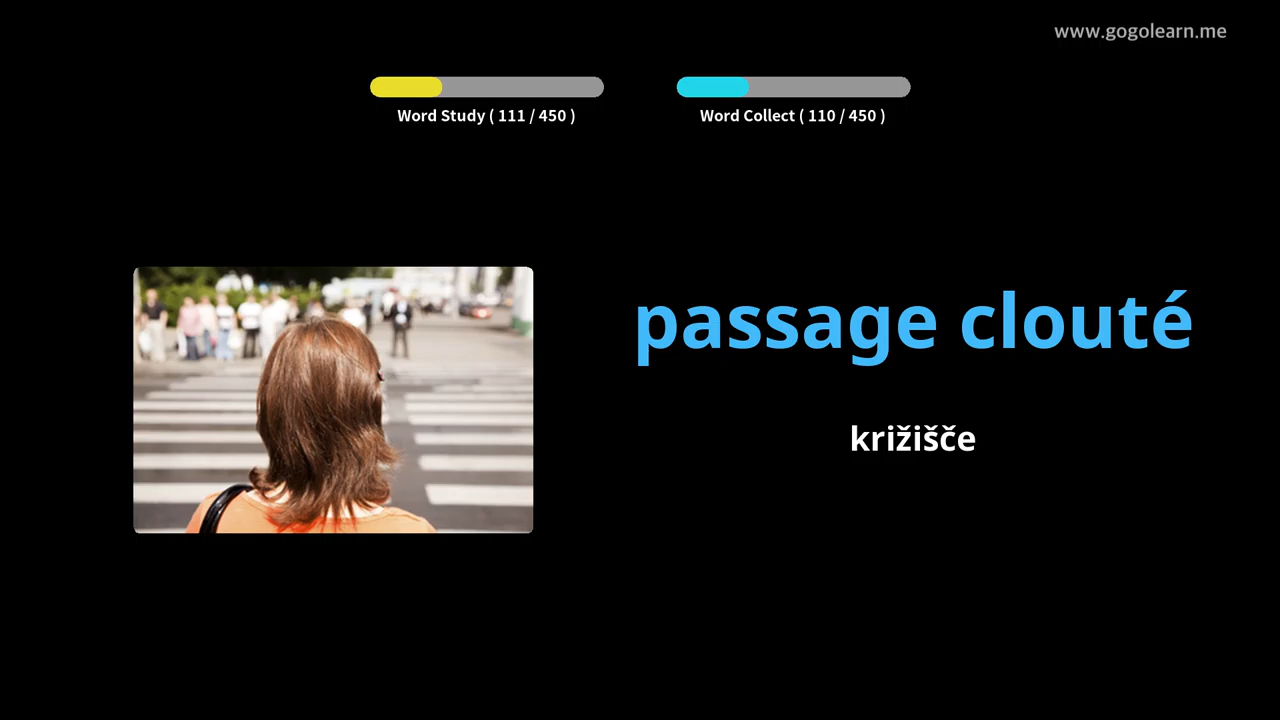 www.gogolearn.me
Word Study ( 111 / 450 )
Word Collect ( 110 / 450 )
passage clouté
križišče